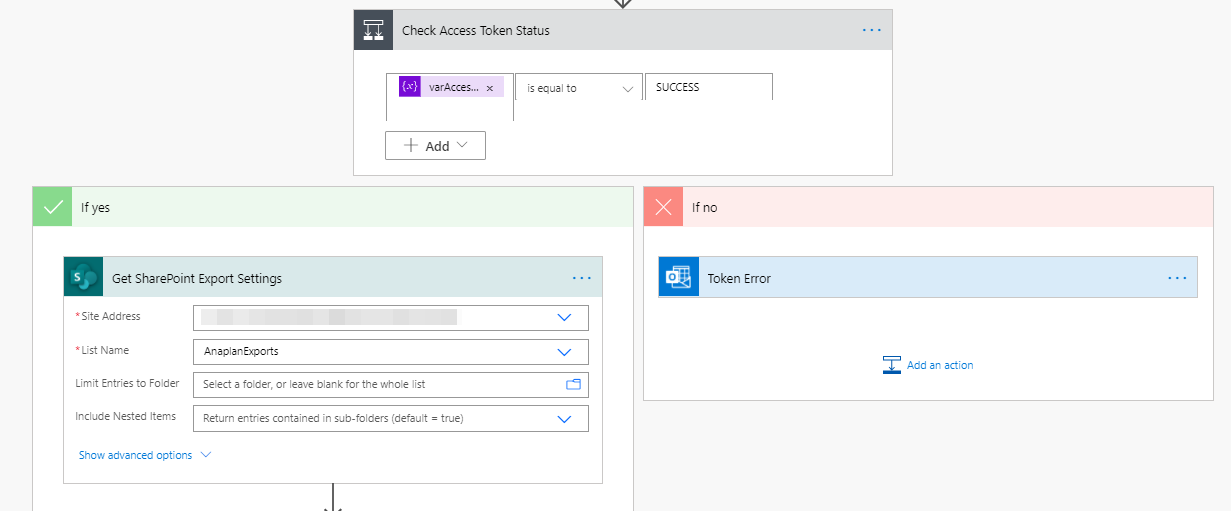 Check Access Token Status
{x} varAcces... × is equal to SUCCESS
+ Add
If yes
If no
S Get SharePoint Export Settings
Token Error
*Site Address
*List Name AnaplanExports
Limit Entries to Folder Select a folder, or leave blank for the whole list
Include Nested Items Return entries contained in sub-folders (default = true)
Add an action
Show advanced options